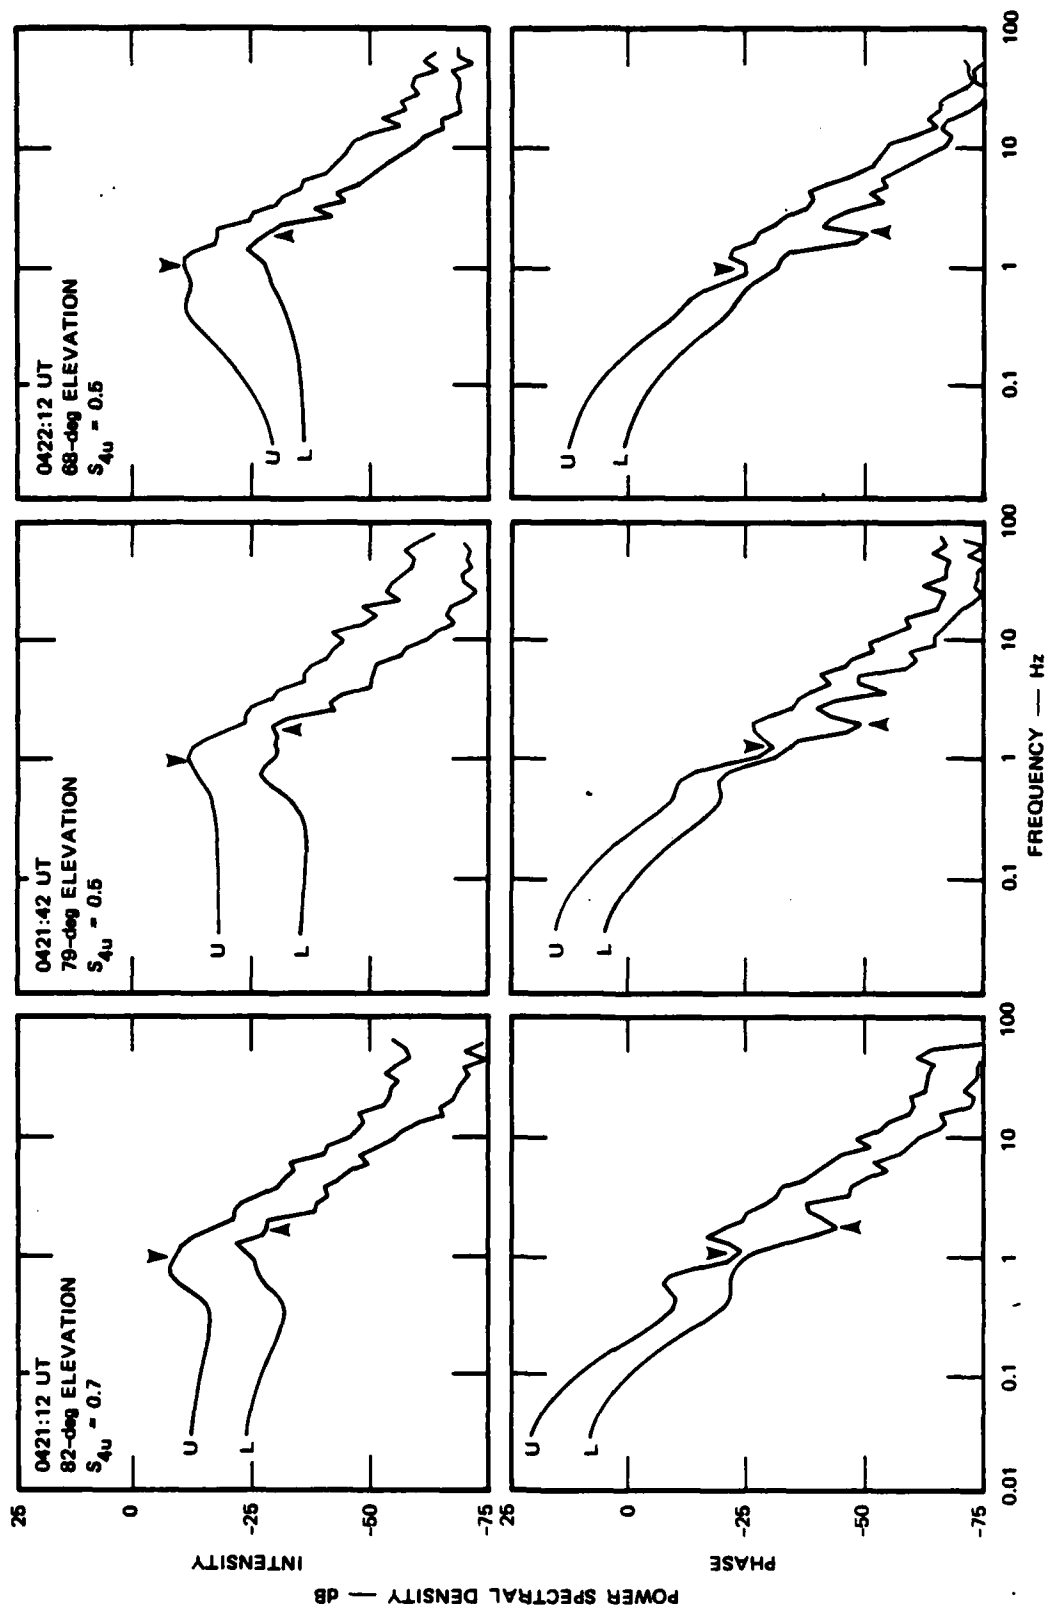 POWER SPECTRAL DENSITY — dB
INTENSITY
25
0
-25
-50
-75
0421:12 UT
82-deg ELEVATION
S4u = 0.7
U
L
0421:42 UT
79-deg ELEVATION
S4u = 0.5
U
L
0422:12 UT
68-deg ELEVATION
S4u = 0.5
U
L
PHASE
25
0
-25
-50
-75
U
L
U
L
U
L
0.01
0.1
1
10
100
0.1
1
10
100
0.1
1
10
100
FREQUENCY — Hz